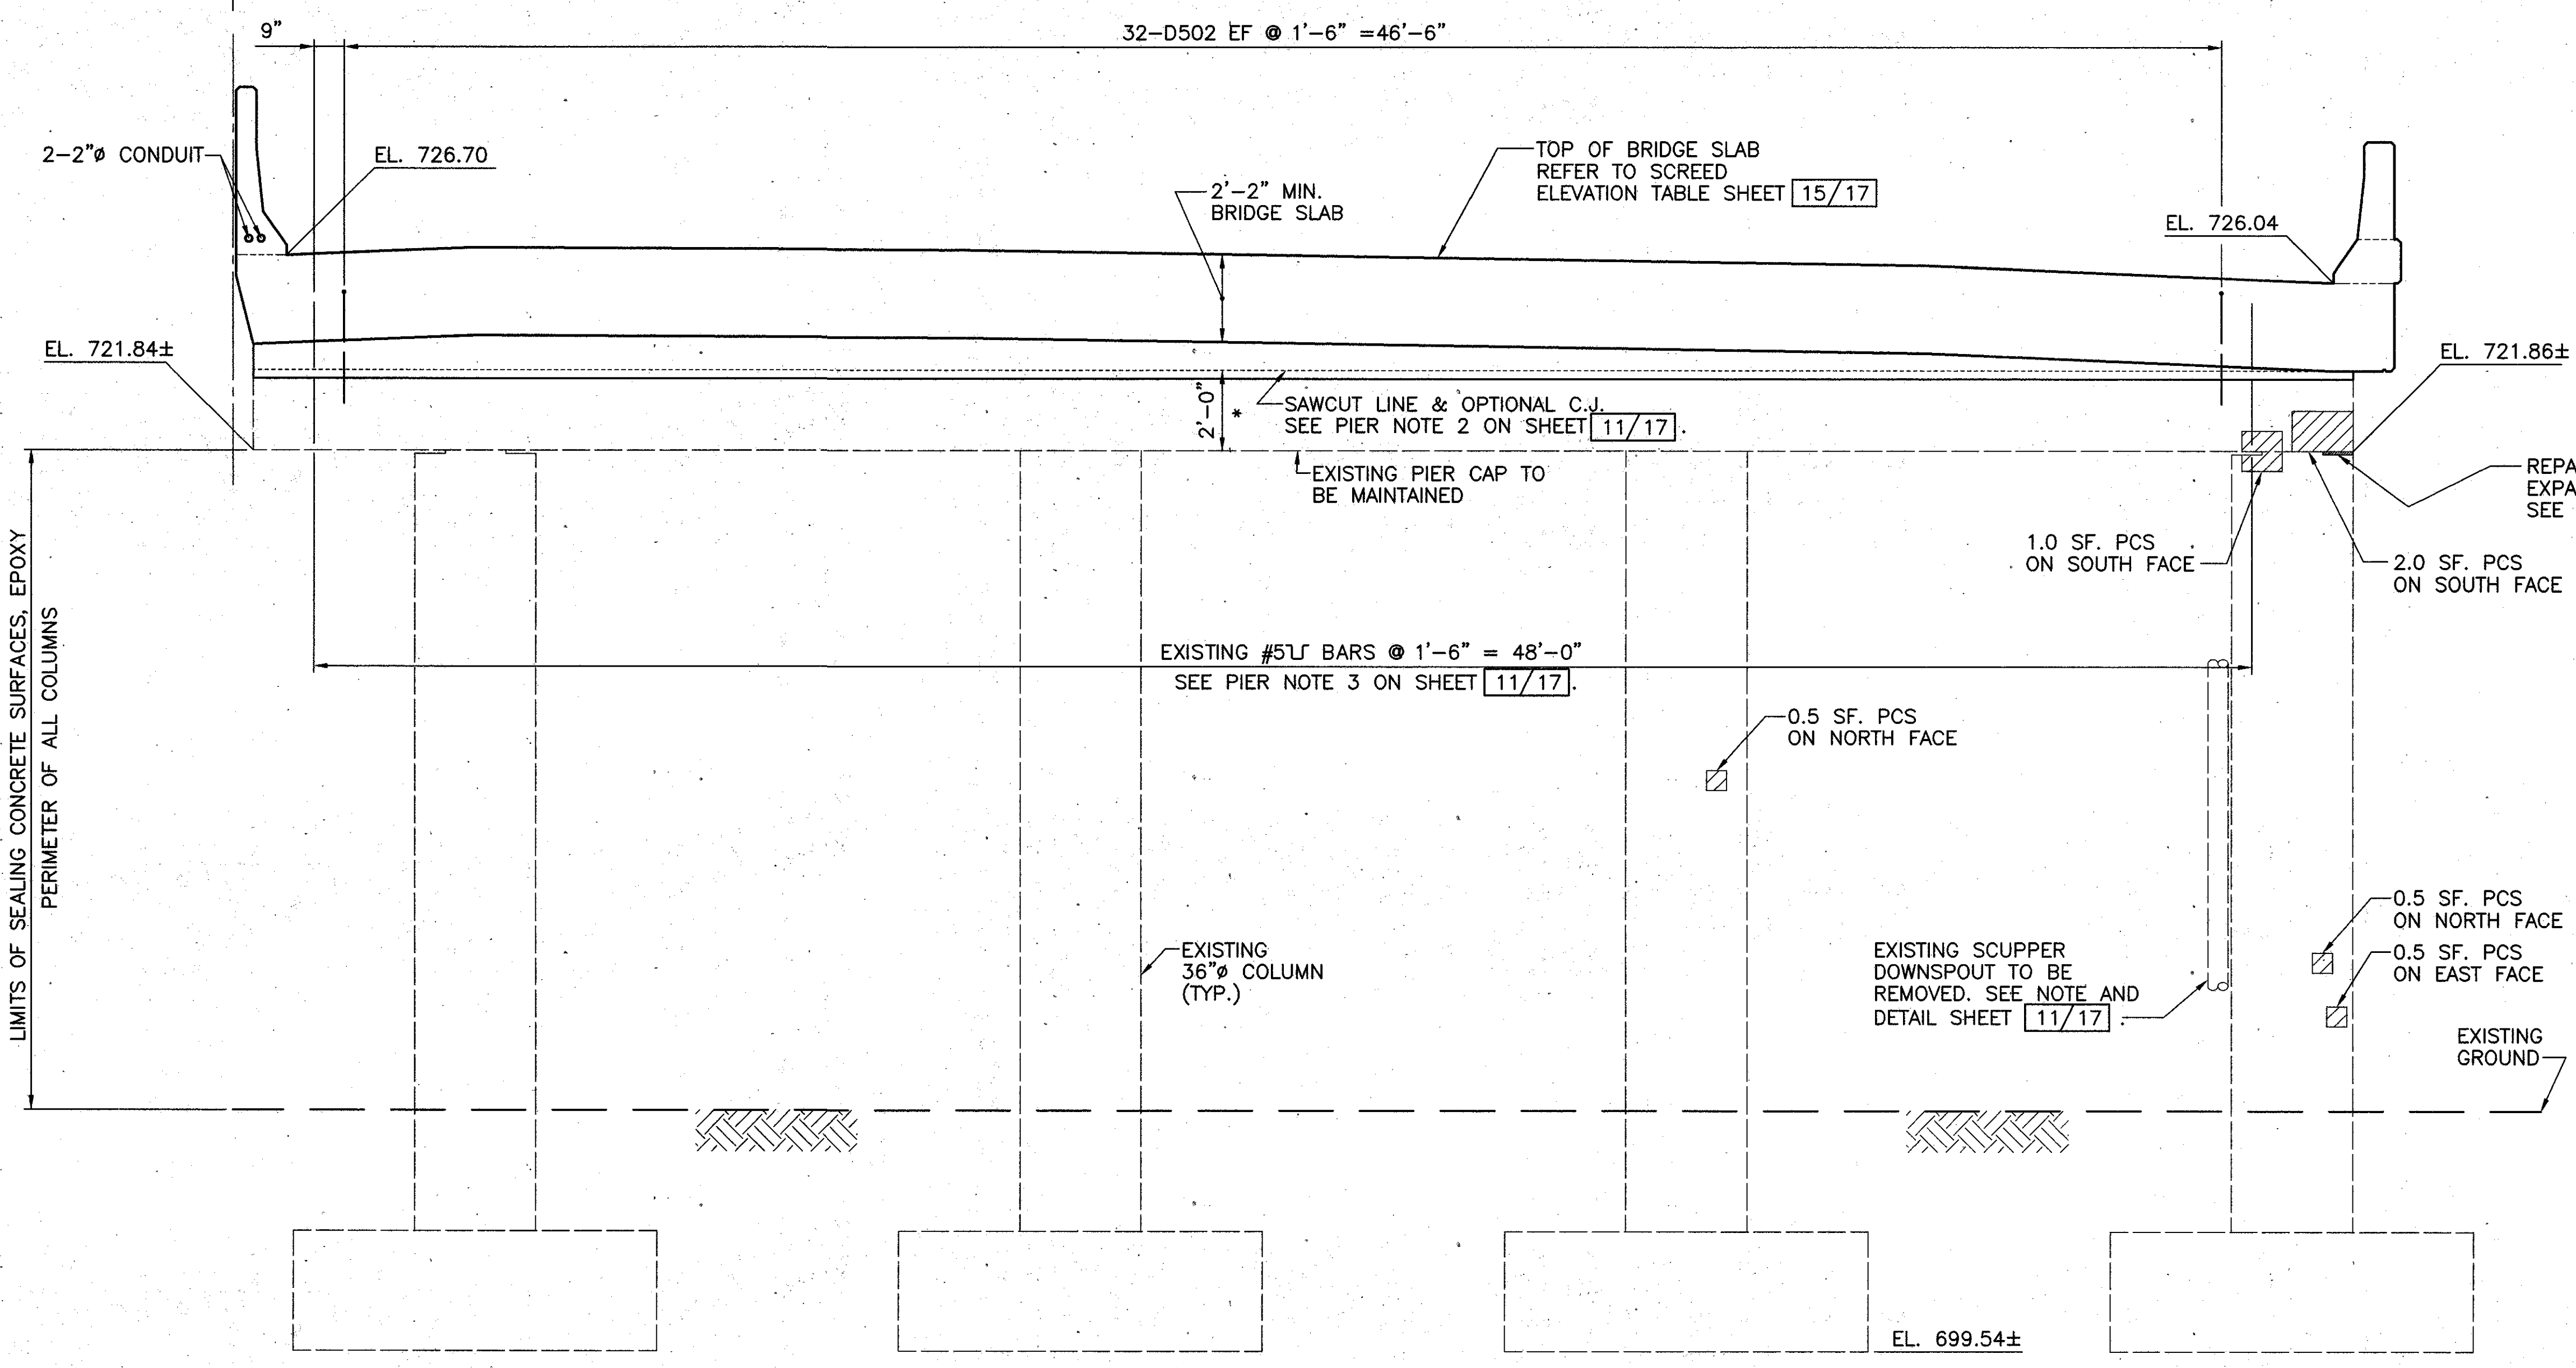 9"
32-D502 EF @ 1'-6" =46'-6"
2-2"ø CONDUIT
EL. 726.70
2'-2" MIN.
BRIDGE SLAB
TOP OF BRIDGE SLAB
REFER TO SCREED
ELEVATION TABLE SHEET 15/17
EL. 726.04
EL. 721.84±
EL. 721.86±
2'-0"
*
SAWCUT LINE & OPTIONAL C.J.
SEE PIER NOTE 2 ON SHEET 11/17.
EXISTING PIER CAP TO
BE MAINTAINED
REPA
EXPA
SEE
1.0 SF. PCS
ON SOUTH FACE
2.0 SF. PCS
ON SOUTH FACE
LIMITS OF SEALING CONCRETE SURFACES, EPOXY
PERIMETER OF ALL COLUMNS
EXISTING #5 BARS @ 1'-6" = 48'-0"
SEE PIER NOTE 3 ON SHEET 11/17.
0.5 SF. PCS
ON NORTH FACE
0.5 SF. PCS
ON NORTH FACE
0.5 SF. PCS
ON EAST FACE
EXISTING
36"ø COLUMN
(TYP.)
EXISTING SCUPPER
DOWNSPOUT TO BE
REMOVED. SEE NOTE AND
DETAIL SHEET 11/17.
EXISTING
GROUND
EL. 699.54±